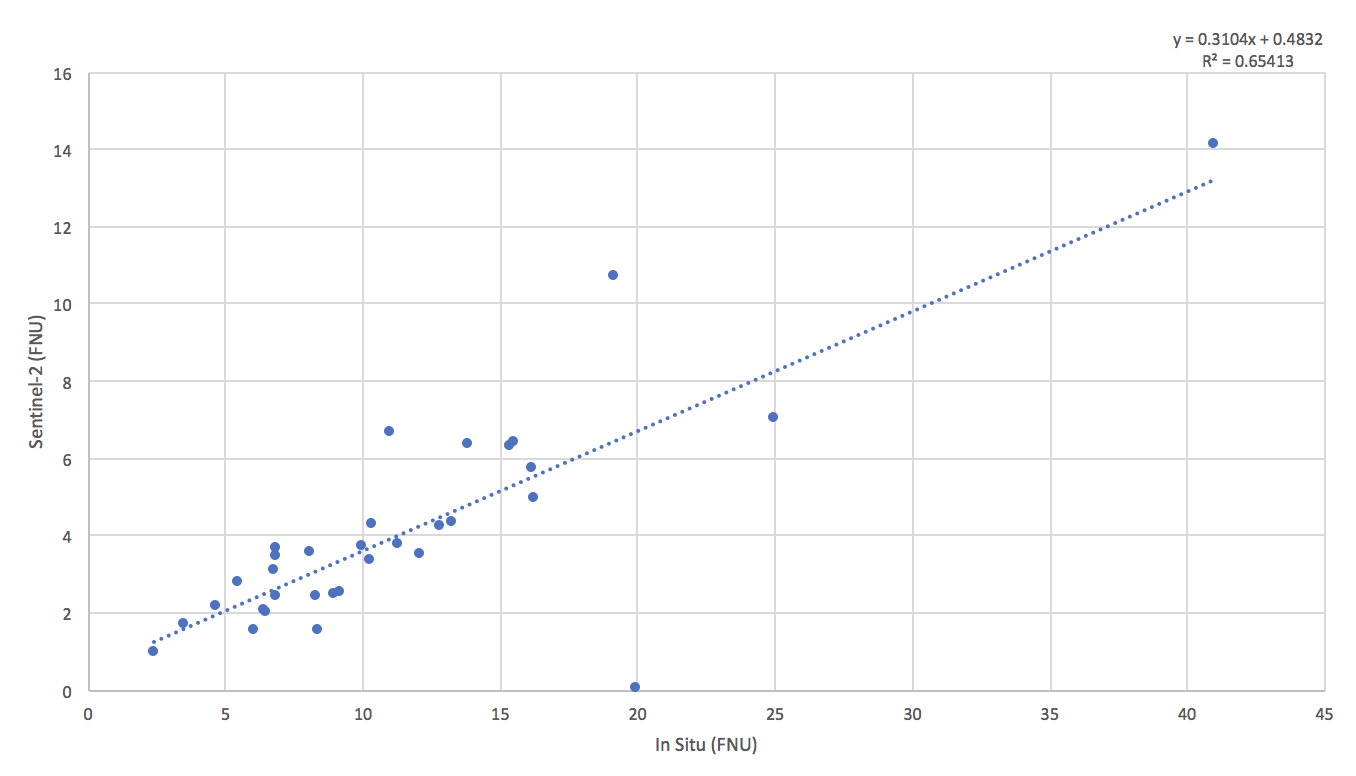 y = 0.3104x + 0.4832
R² = 0.65413
16
14
12
10
8
6
4
2
0
Sentinel-2 (FNU)
0 5 10 15 20 25 30 35 40 45
In Situ (FNU)